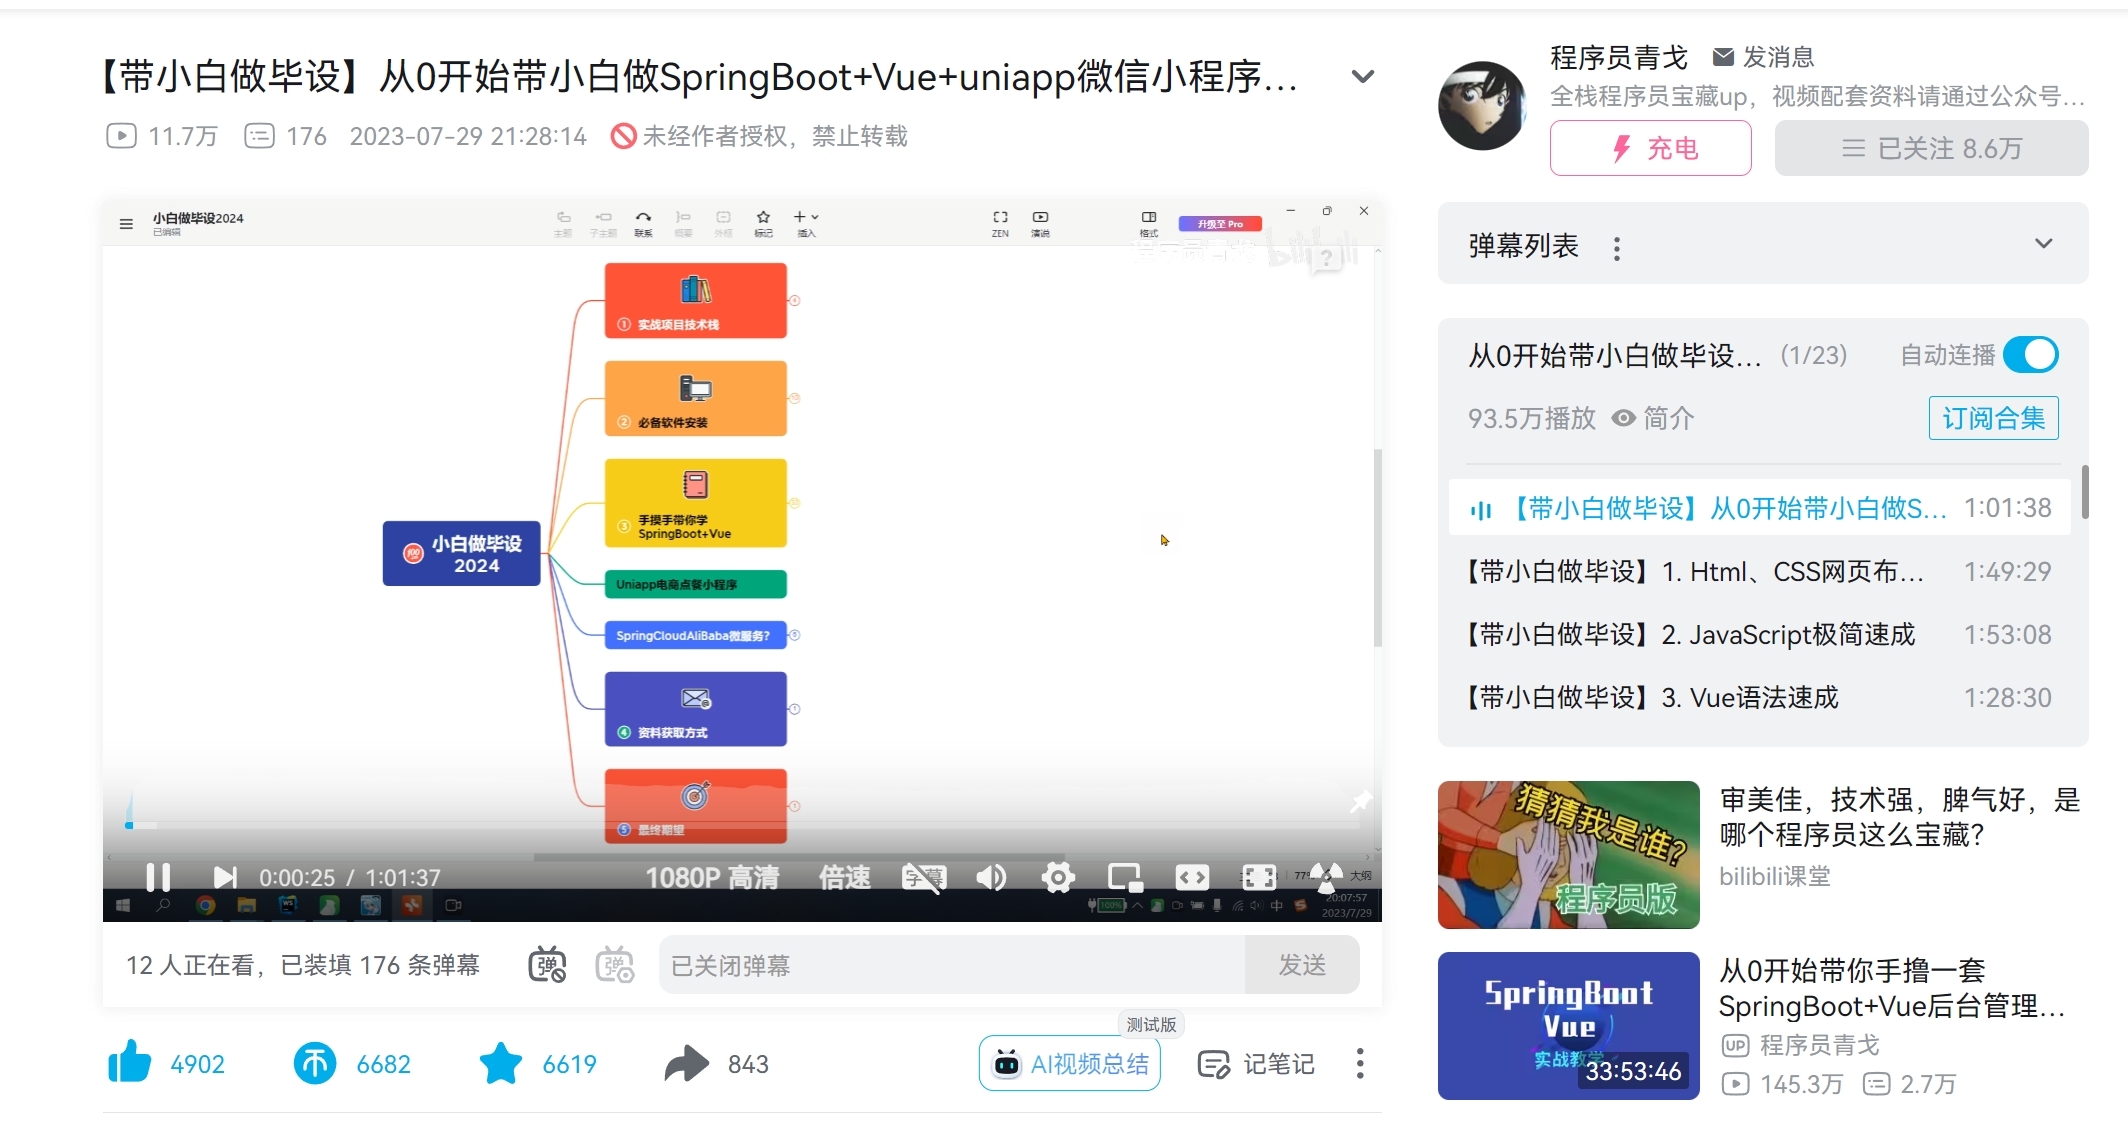 【带小白做毕设】从0开始带小白做SpringBoot+Vue+uniapp微信小程序...
11.7万 176 2023-07-29 21:28:14 未经作者授权，禁止转载
小白做毕设2024
已编辑
主题 子主题 联系 概要 外框 标记 插入
ZEN 演说 格式 升级至 Pro
bilibili
① 实战项目技术栈
② 必备软件安装
③ 手摸手带你学
SpringBoot+Vue
小白做毕设
2024
Uniapp电商点餐小程序
SpringCloudAliBaba微服务？
④ 资料获取方式
⑤ 最终期望
0:00:25 / 1:01:37 1080P 高清 倍速 字幕
77% 大纲
100% 中 20:07:57
2023/7/29
12 人正在看，已装填 176 条弹幕 弹 弹 已关闭弹幕 发送
测试版
4902 6682 6619 843 AI视频总结 记笔记
程序员青戈 发消息
全栈程序员宝藏up，视频配套资料请通过公众号...
充电 已关注 8.6万
弹幕列表
从0开始带小白做毕设... (1/23) 自动连播
93.5万播放 简介 订阅合集
【带小白做毕设】从0开始带小白做S... 1:01:38
【带小白做毕设】1. Html、CSS网页布... 1:49:29
【带小白做毕设】2. JavaScript极简速成 1:53:08
【带小白做毕设】3. Vue语法速成 1:28:30
猜猜我是谁？
程序员版
审美佳，技术强，脾气好，是
哪个程序员这么宝藏？
bilibili课堂
SpringBoot
Vue
实战教学
33:53:46
从0开始带你手撸一套
SpringBoot+Vue后台管理...
UP 程序员青戈
145.3万 2.7万